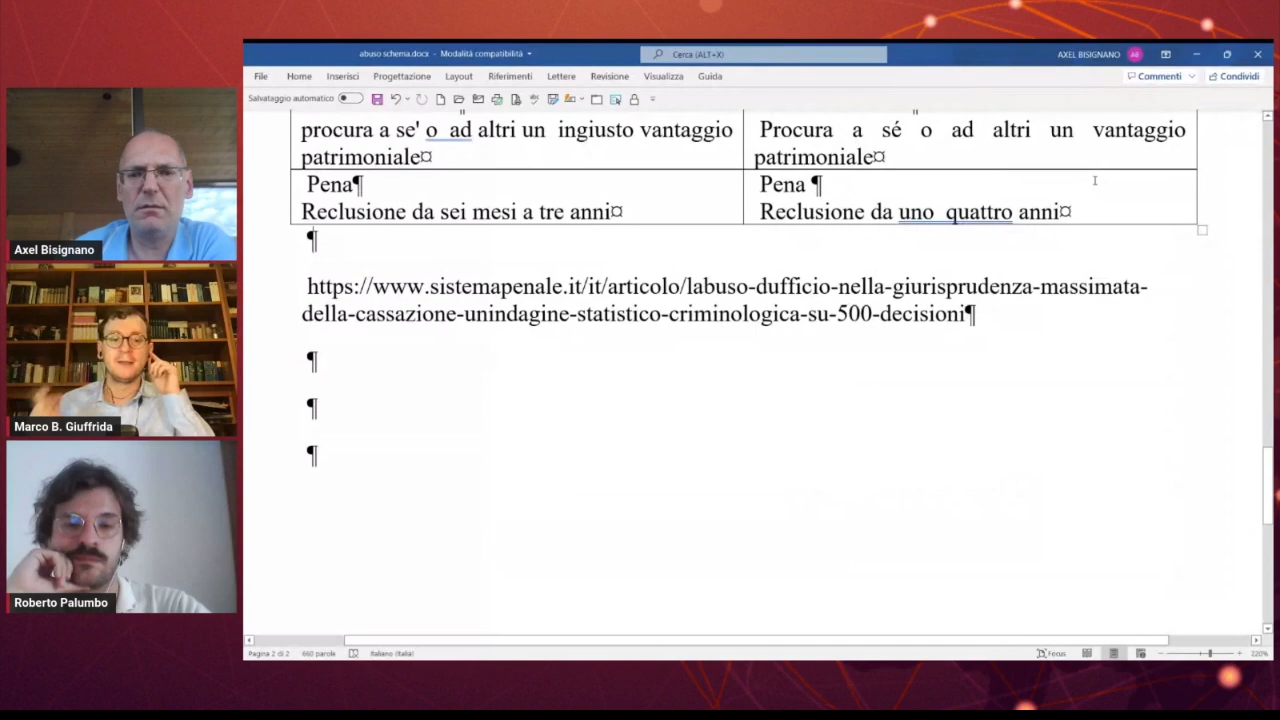 abuso schema.docx - Modalità compatibilità
Cerca (ALT+X)
AXEL BISIGNANO
AB
File Home Inserisci Progettazione Layout Riferimenti Lettere Revisione Visualizza Guida
Commenti Condividi
Salvataggio automatico
procura a se' o ad altri un ingiusto vantaggio
patrimoniale¤
Procura a sé o ad altri un vantaggio
patrimoniale¤
Pena¶
Reclusione da sei mesi a tre anni¤
Pena ¶
Reclusione da uno quattro anni¤
¶
https://www.sistemapenale.it/it/articolo/labuso-dufficio-nella-giurisprudenza-massimata-
della-cassazione-unindagine-statistico-criminologica-su-500-decisioni¶
¶
¶
¶
Pagina 2 di 2 660 parole Italiano (Italia)
Focus
220%
Axel Bisignano
Marco B. Giuffrida
Roberto Palumbo